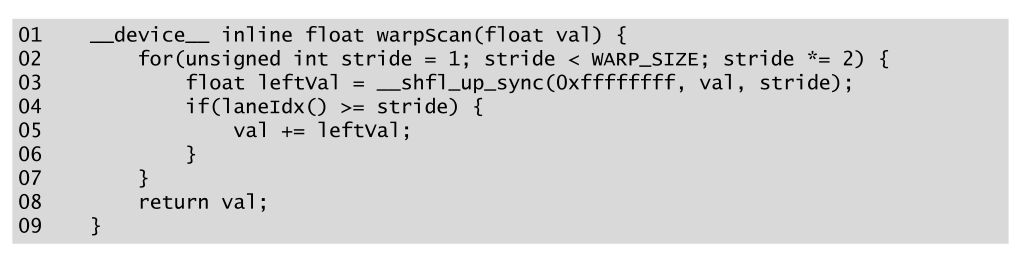 01 __device__ inline float warpScan(float val) {
02 for(unsigned int stride = 1; stride < WARP_SIZE; stride *= 2) {
03 float leftVal = __shfl_up_sync(0xffffffff, val, stride);
04 if(laneIdx() >= stride) {
05 val += leftVal;
06 }
07 }
08 return val;
09 }